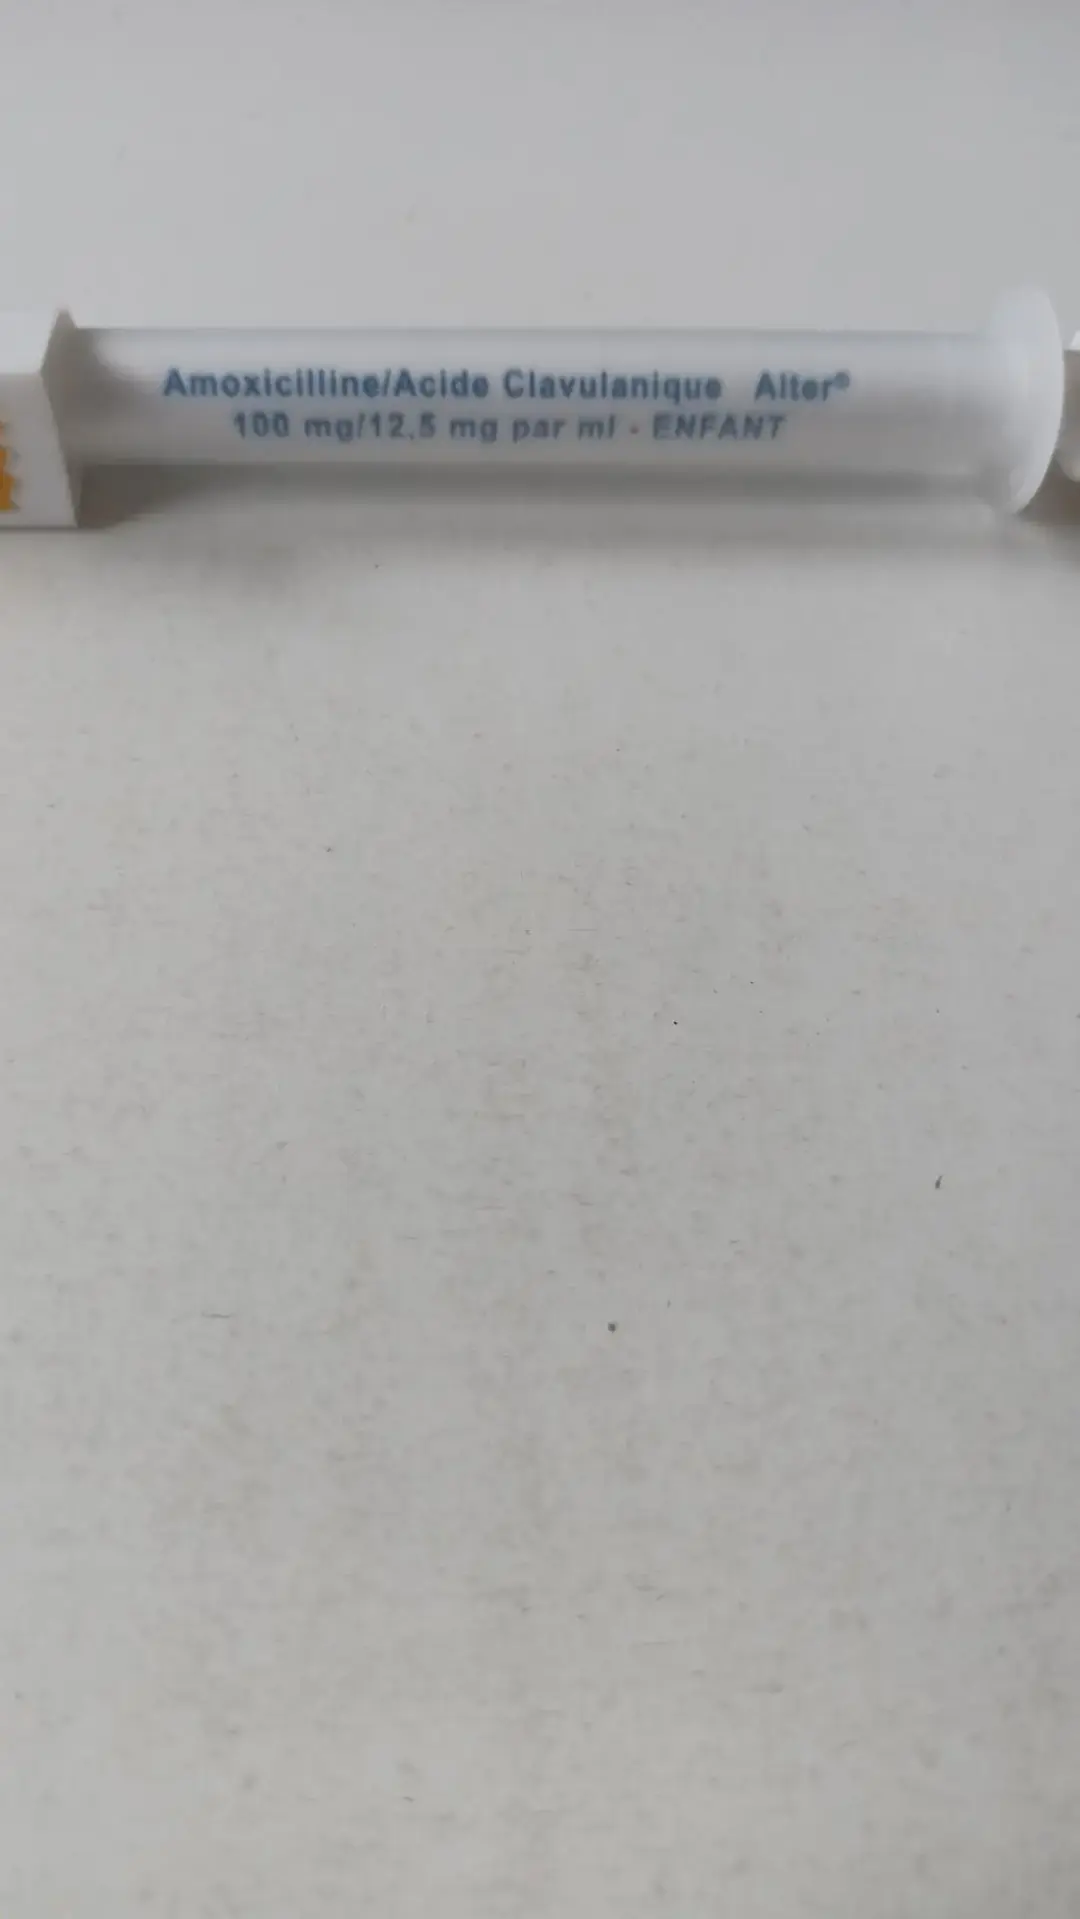 Amoxicilline/Acide Clavulanique Alter®
100 mg/12,5 mg par ml - ENFANT